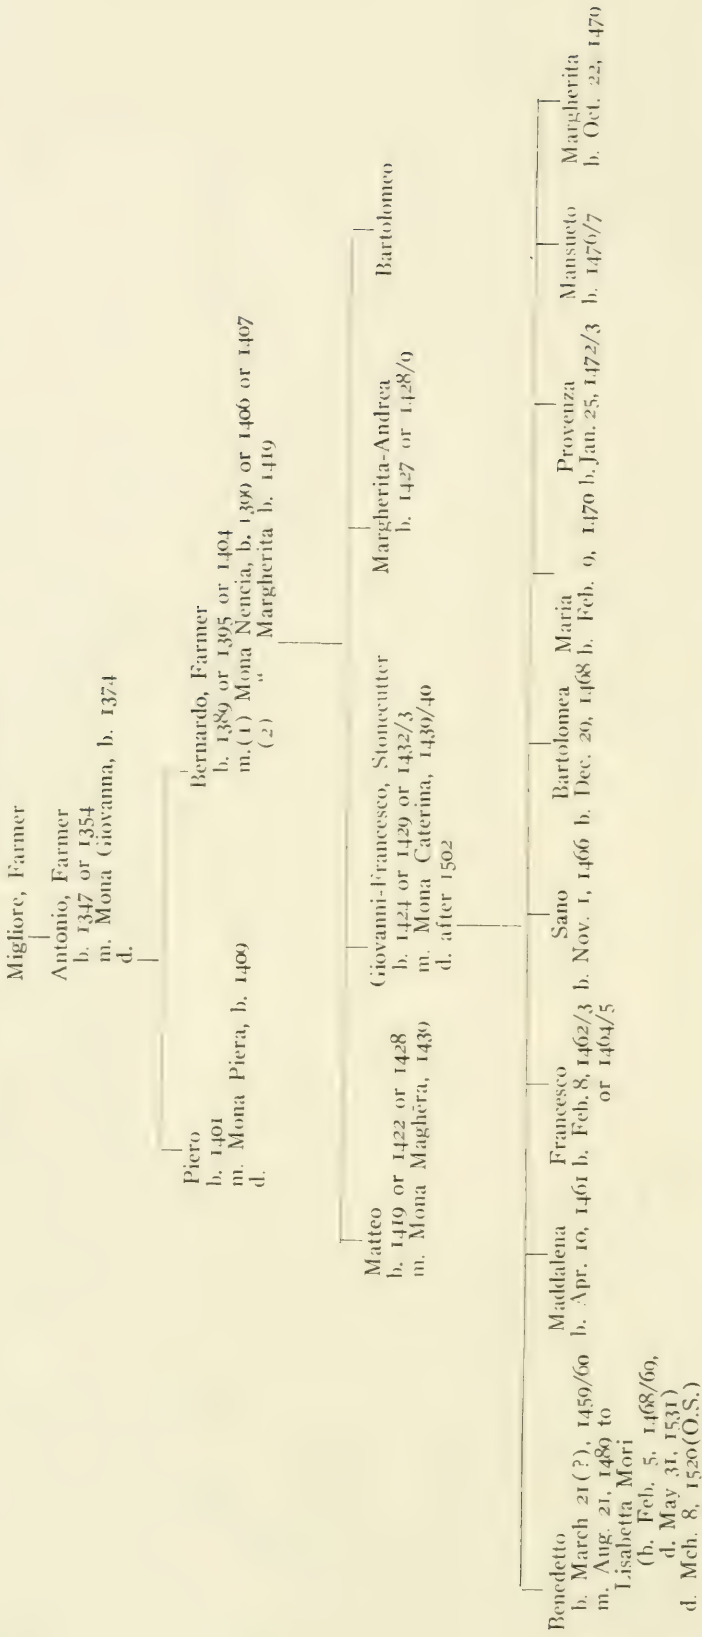 Migliore, Farmer
Antonio, Farmer
b. 1347 or 1354
m. Mona Giovanna, b. 1374
d.
Piero
b. 1401
m. Mona Piera, b. 1409
d.
Bernardo, Farmer
b. 1389 or 1395 or 1404
m.(1) Mona Nencia, b. 1399 or 1406 or 1407
(2) " Margherita b. 1419
Matteo
b. 1419 or 1422 or 1428
m. Mona Maghēra, 1439
Giovanni-Francesco, Stonecutter
b. 1424 or 1429 or 1432/3
m. Mona Caterina, 1439/40
d. after 1502
Margherita-Andrea
b. 1427 or 1428/9
Bartolomeo
Benedetto
b. March 21(?), 1459/60
m. Aug. 21, 1489 to
Lisabetta Mori
(b. Feb. 5, 1468/69,
d. May 31, 1531)
d. Mch. 8, 1520(O.S.)
Maddalena
b. Apr. 10, 1461
Francesco
b. Feb. 8, 1462/3
or 1464/5
Sano
b. Nov. 1, 1466
Bartolomea
b. Dec. 29, 1468
Maria
b. Feb. 9, 1470
Provenza
b. Jan. 25, 1472/3
Mansueto
b. 1476/7
Margherita
b. Oct. 22, 1479